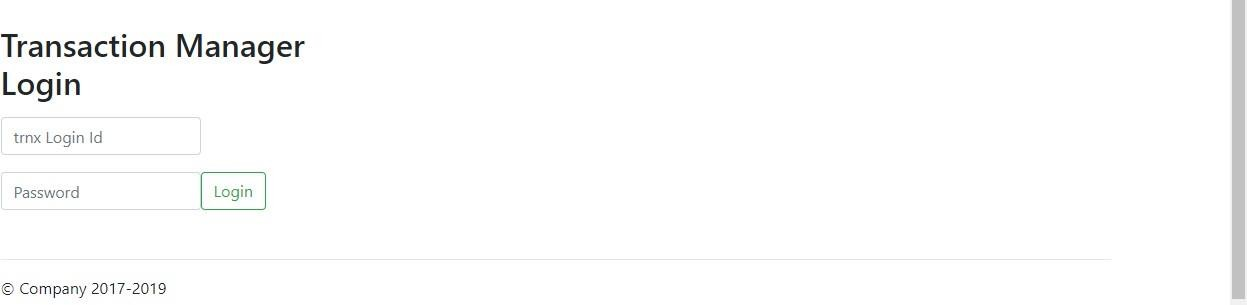 Transaction Manager
Login
trnx Login Id
Password
Login
© Company 2017-2019